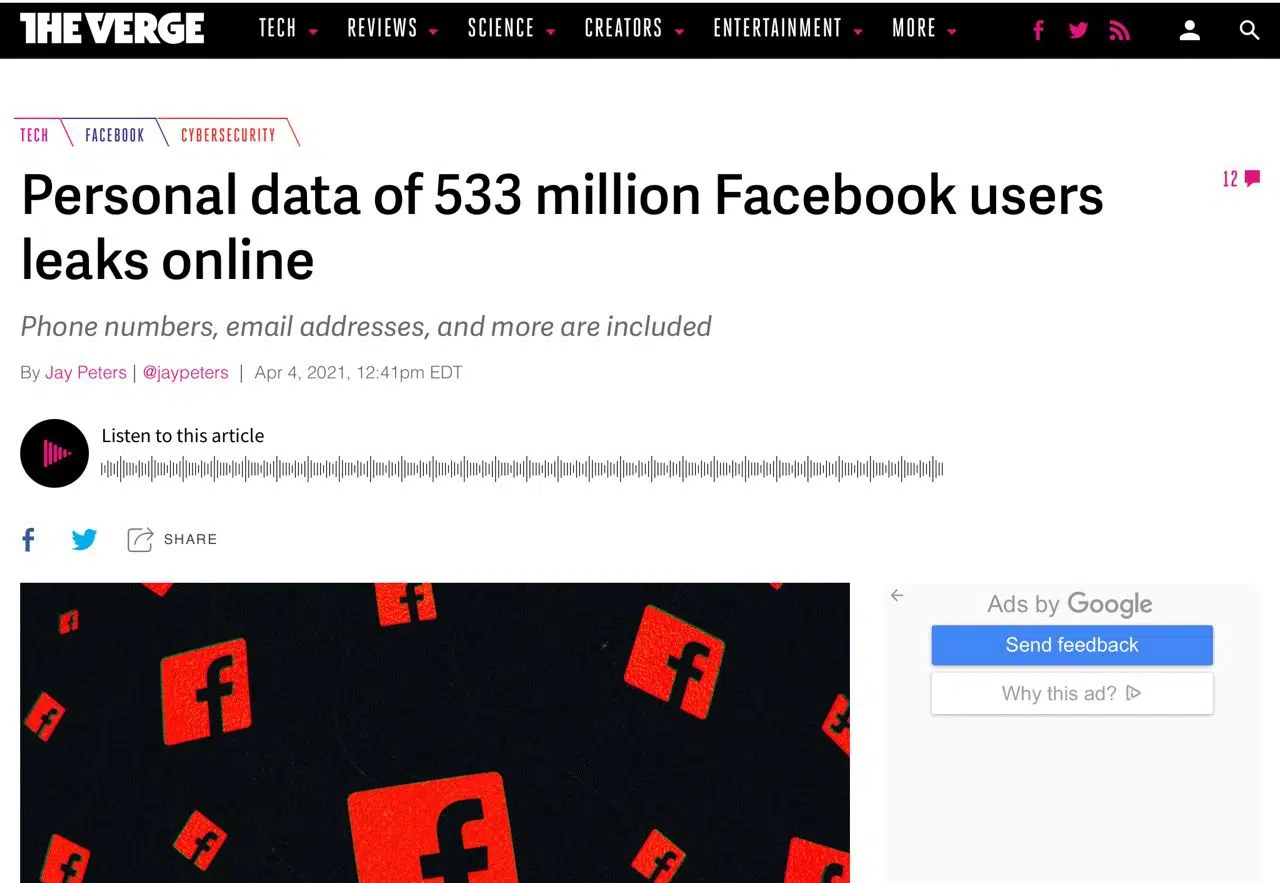 THE VERGE
TECH REVIEWS SCIENCE CREATORS ENTERTAINMENT MORE
TECH FACEBOOK CYBERSECURITY
Personal data of 533 million Facebook users
leaks online
12
Phone numbers, email addresses, and more are included
By Jay Peters | @jaypeters | Apr 4, 2021, 12:41pm EDT
Listen to this article
SHARE
Ads by Google
Send feedback
Why this ad?